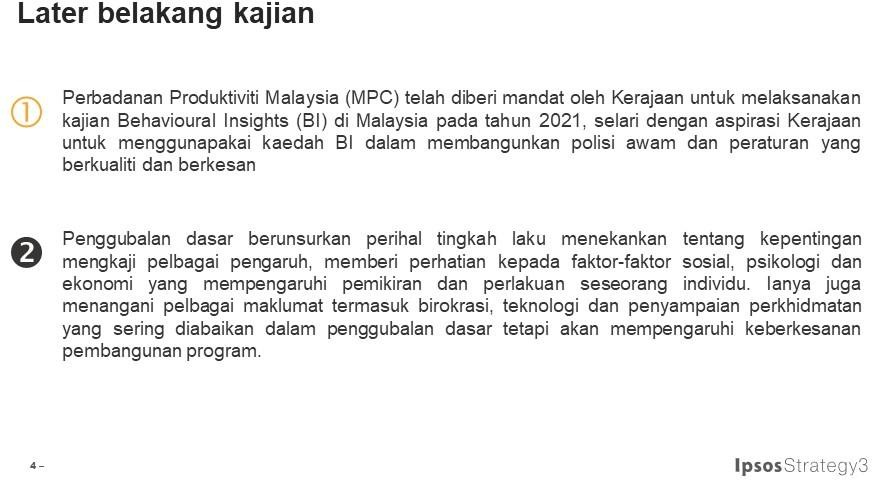 Later belakang kajian
① Perbadanan Produktiviti Malaysia (MPC) telah diberi mandat oleh Kerajaan untuk melaksanakan
kajian Behavioural Insights (BI) di Malaysia pada tahun 2021, selari dengan aspirasi Kerajaan
untuk menggunapakai kaedah BI dalam membangunkan polisi awam dan peraturan yang
berkualiti dan berkesan
❷ Penggubalan dasar berunsurkan perihal tingkah laku menekankan tentang kepentingan
mengkaji pelbagai pengaruh, memberi perhatian kepada faktor-faktor sosial, psikologi dan
ekonomi yang mempengaruhi pemikiran dan perlakuan seseorang individu. Ianya juga
menangani pelbagai maklumat termasuk birokrasi, teknologi dan penyampaian perkhidmatan
yang sering diabaikan dalam penggubalan dasar tetapi akan mempengaruhi keberkesanan
pembangunan program.
4 –
Ipsos Strategy3